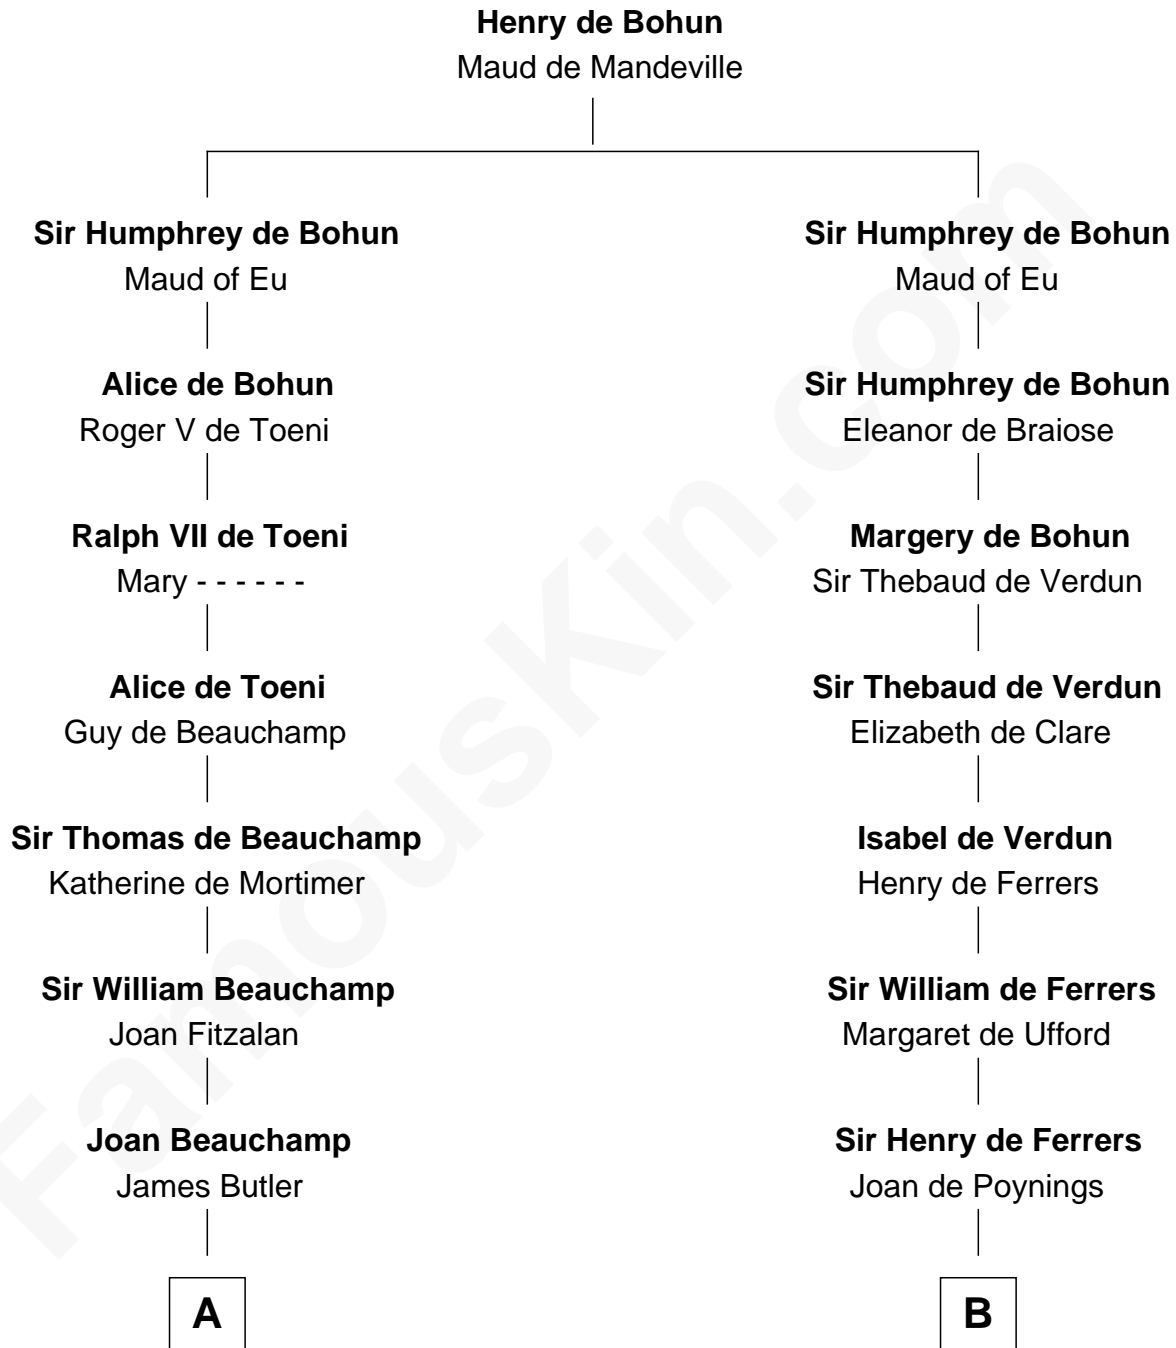 Henry de Bohun
Maud de Mandeville
Sir Humphrey de Bohun
Maud of Eu
Alice de Bohun
Roger V de Toeni
Ralph VII de Toeni
Mary - - - - - -
Alice de Toeni
Guy de Beauchamp
Sir Thomas de Beauchamp
Katherine de Mortimer
Sir William Beauchamp
Joan Fitzalan
Joan Beauchamp
James Butler
A
Sir Humphrey de Bohun
Maud of Eu
Sir Humphrey de Bohun
Eleanor de Braiose
Margery de Bohun
Sir Thebaud de Verdun
Sir Thebaud de Verdun
Elizabeth de Clare
Isabel de Verdun
Henry de Ferrers
Sir William de Ferrers
Margaret de Ufford
Sir Henry de Ferrers
Joan de Poynings
B
FamousKin.com